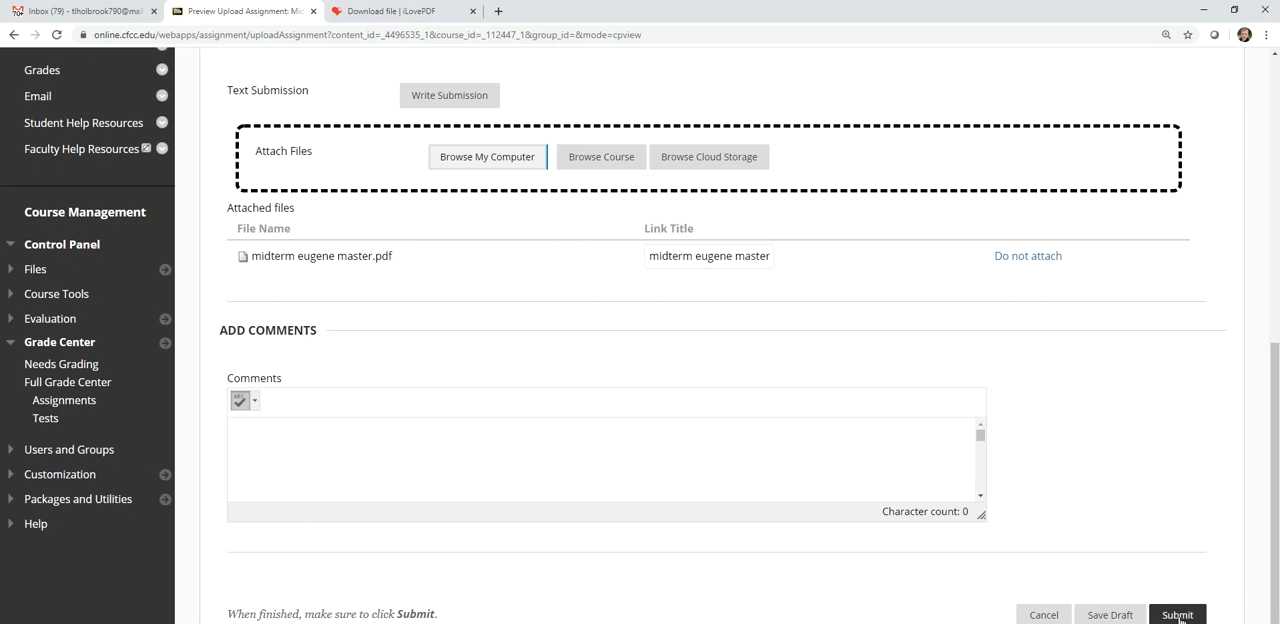 Inbox (79) - tlholbrook790@mai
Preview Upload Assignment: Mid
Download file | iLovePDF
online.cfcc.edu/webapps/assignment/uploadAssignment?content_id=_4496535_1&course_id=_112447_1&group_id=&mode=cpview
Grades
Email
Student Help Resources
Faculty Help Resources
Course Management
Control Panel
Files
Course Tools
Evaluation
Grade Center
Needs Grading
Full Grade Center
Assignments
Tests
Users and Groups
Customization
Packages and Utilities
Help
Text Submission
Write Submission
Attach Files
Browse My Computer
Browse Course
Browse Cloud Storage
Attached files
File Name
Link Title
midterm eugene master.pdf
midterm eugene master
Do not attach
ADD COMMENTS
Comments
ABC
Character count: 0
When finished, make sure to click Submit.
Cancel
Save Draft
Submit